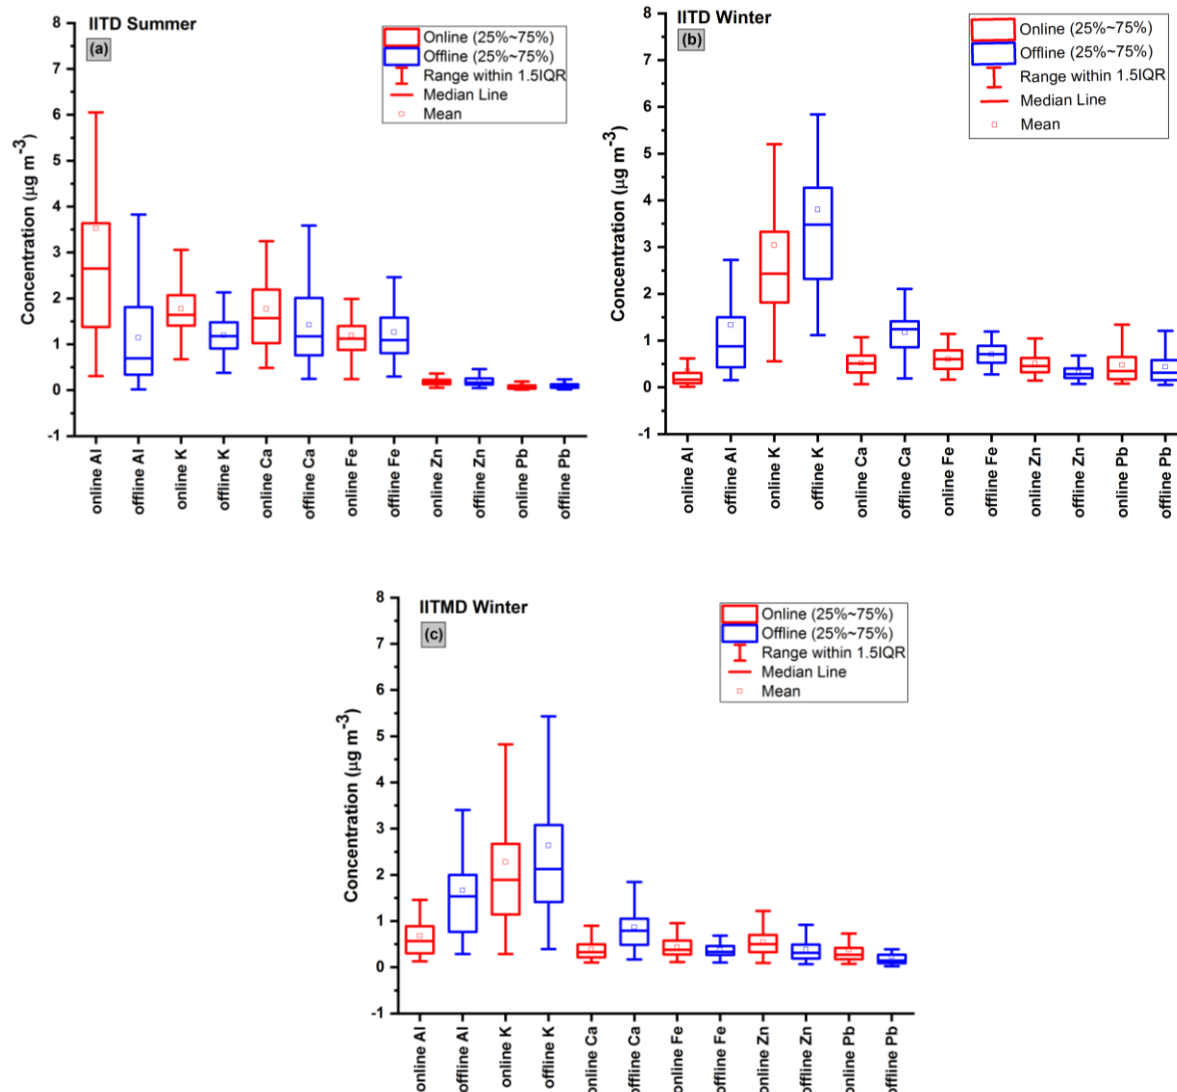 IITD Summer
(a)
Online (25%~75%)
Offline (25%~75%)
Range within 1.5IQR
Median Line
Mean
Concentration (µg m-3)
8
7
6
5
4
3
2
1
0
-1
online Al
offline Al
online K
offline K
online Ca
offline Ca
online Fe
offline Fe
online Zn
offline Zn
online Pb
offline Pb
IITD Winter
(b)
Online (25%~75%)
Offline (25%~75%)
Range within 1.5IQR
Median Line
Mean
Concentration (µg m-3)
8
7
6
5
4
3
2
1
0
-1
online Al
offline Al
online K
offline K
online Ca
offline Ca
online Fe
offline Fe
online Zn
offline Zn
online Pb
offline Pb
IITMD Winter
(c)
Online (25%~75%)
Offline (25%~75%)
Range within 1.5IQR
Median Line
Mean
Concentration (µg m-3)
8
7
6
5
4
3
2
1
0
-1
online Al
offline Al
online K
offline K
online Ca
offline Ca
online Fe
offline Fe
online Zn
offline Zn
online Pb
offline Pb